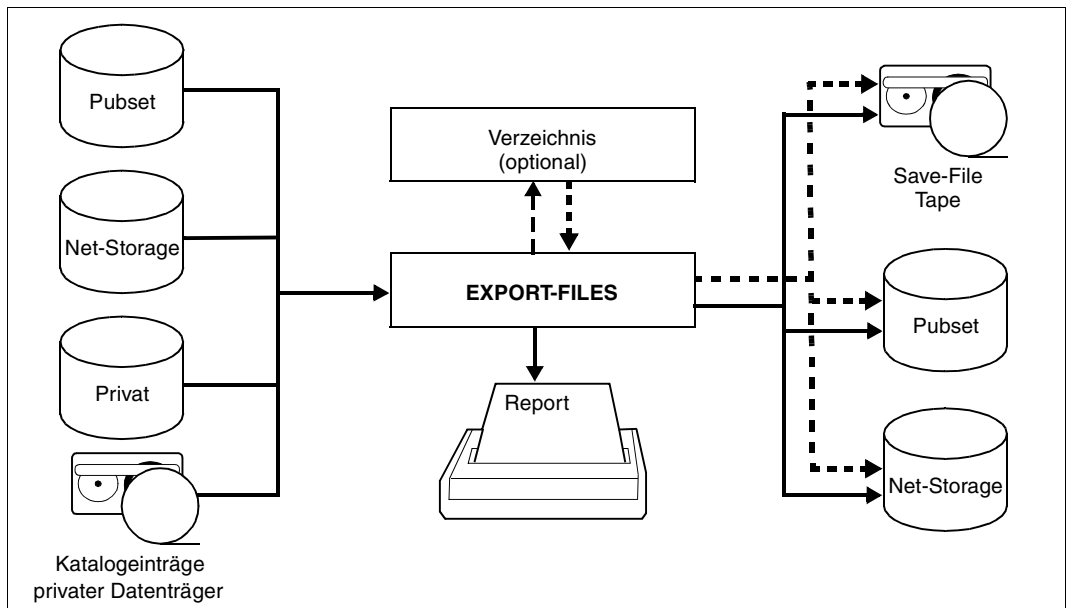 Pubset
Net-Storage
Privat
Katalogeinträge
privater Datenträger
Verzeichnis
(optional)
EXPORT-FILES
Report
Save-File
Tape
Pubset
Net-Storage